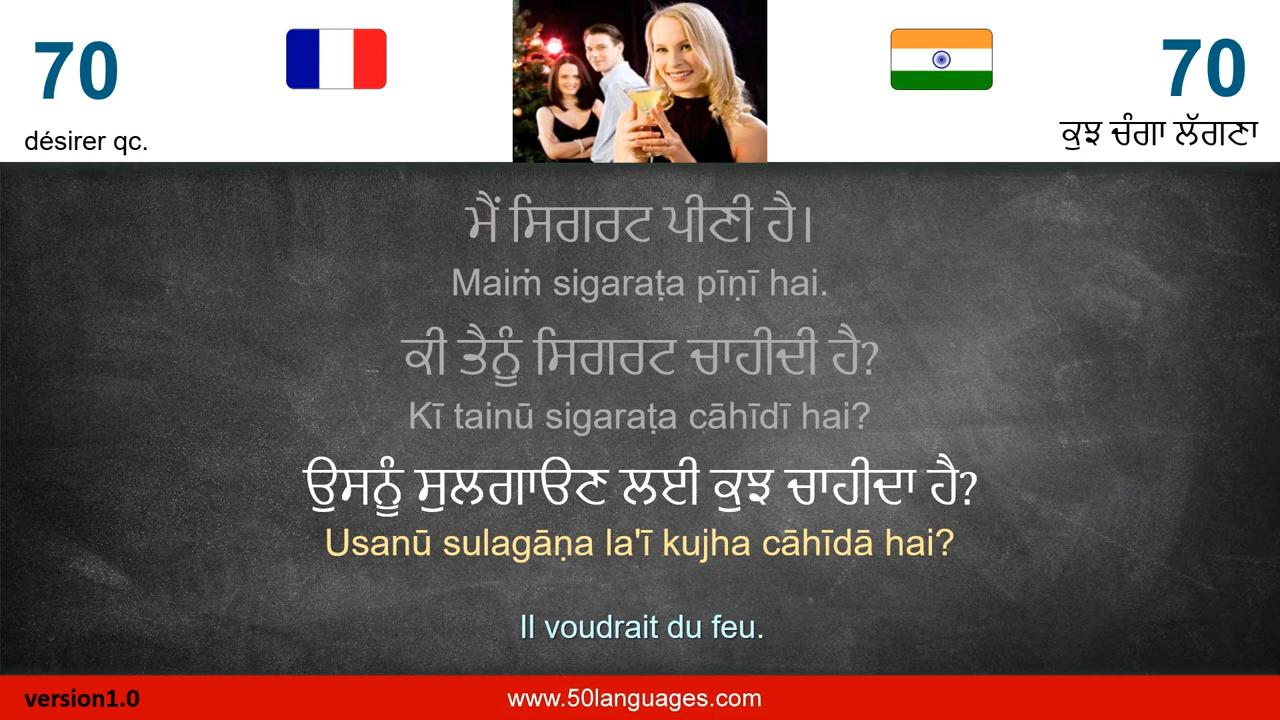 70
70
désirer qc.
ਕੁਝ ਚੰਗਾ ਲੱਗਣਾ
ਮੈਂ ਸਿਗਰਟ ਪੀਣੀ ਹੈ।
Maiṁ sigaraṭa pīṇī hai.
ਕੀ ਤੈਨੂੰ ਸਿਗਰਟ ਚਾਹੀਦੀ ਹੈ?
Kī tainū sigaraṭa cāhīdī hai?
ਉਸਨੂੰ ਸੁਲਗਾੳਣ ਲਈ ਕੁਝ ਚਾਹੀਦਾ ਹੈ?
Usanū sulagāṇa la'ī kujha cāhīdā hai?
Il voudrait du feu.
version1.0
www.50languages.com